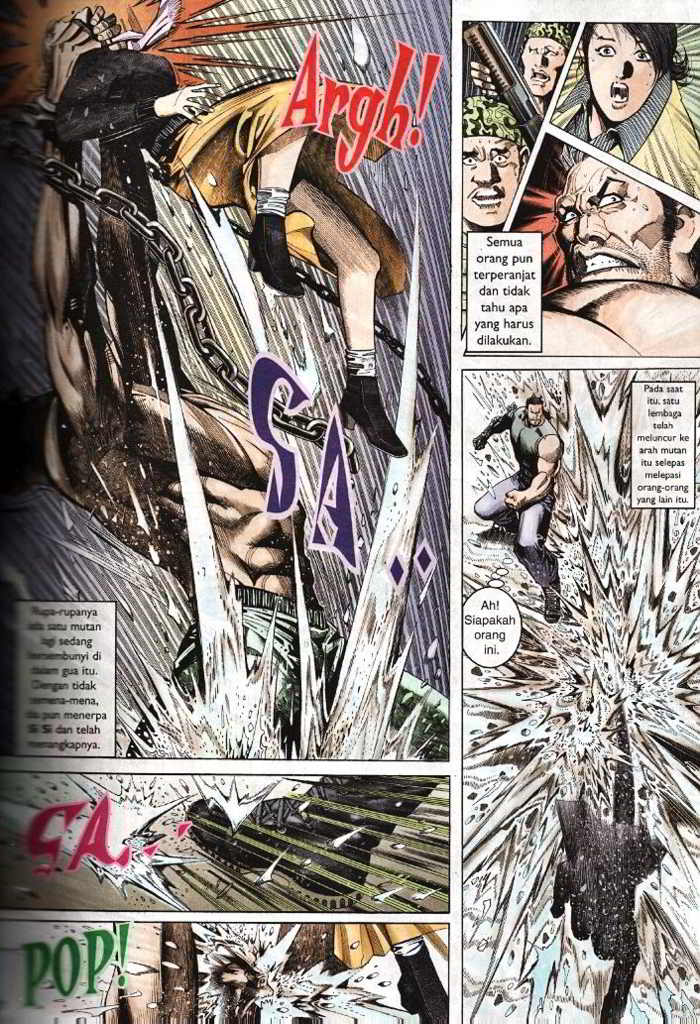 Argh!
SA..
Rupa-rupanya
ada satu mutan
lagi sedang
bersembunyi di
dalam gua itu.
Dengan tidak
semena-mena,
dia pun menerpa
Si Si dan telah
menangkapnya.
SA...
POP!
Semua
orang pun
terperanjat
dan tidak
tahu apa
yang harus
dilakukan.
Pada saat
itu, satu
lembaga
telah
meluncur ke
arah mutan
itu selepas
melepasi
orang-orang
yang lain itu.
Ah!
Siapakah
orang
ini.